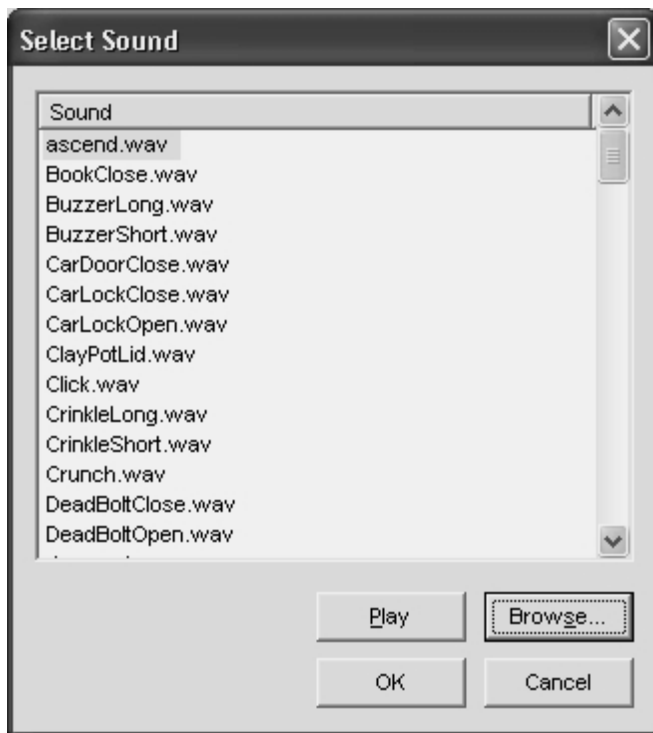 Select Sound
Sound
ascend.wav
BookClose.wav
BuzzerLong.wav
BuzzerShort.wav
CarDoorClose.wav
CarLockClose.wav
CarLockOpen.wav
ClayPotLid.wav
Click.wav
CrinkleLong.wav
CrinkleShort.wav
Crunch.wav
DeadBoltClose.wav
DeadBoltOpen.wav
Play Browse...
OK Cancel